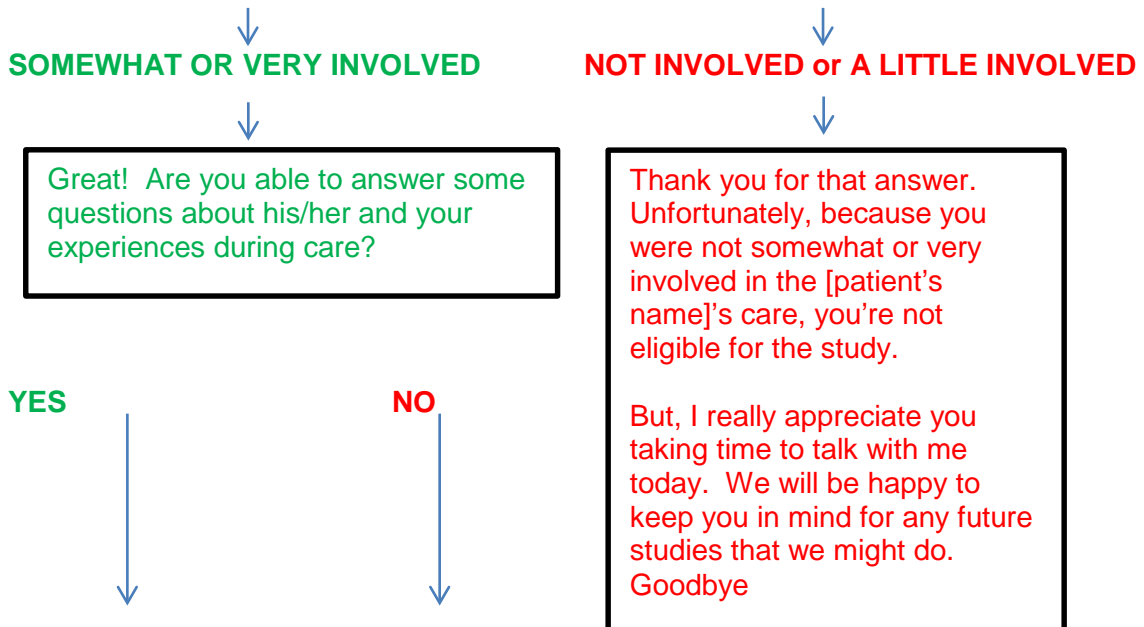 SOMEWHAT OR VERY INVOLVED
NOT INVOLVED or A LITTLE INVOLVED
Great!  Are you able to answer some
questions about his/her and your
experiences during care?
Thank you for that answer.
Unfortunately, because you
were not somewhat or very
involved in the [patient’s
name]’s care, you’re not
eligible for the study.
But, I really appreciate you
taking time to talk with me
today.  We will be happy to
keep you in mind for any future
studies that we might do.
Goodbye
YES
NO